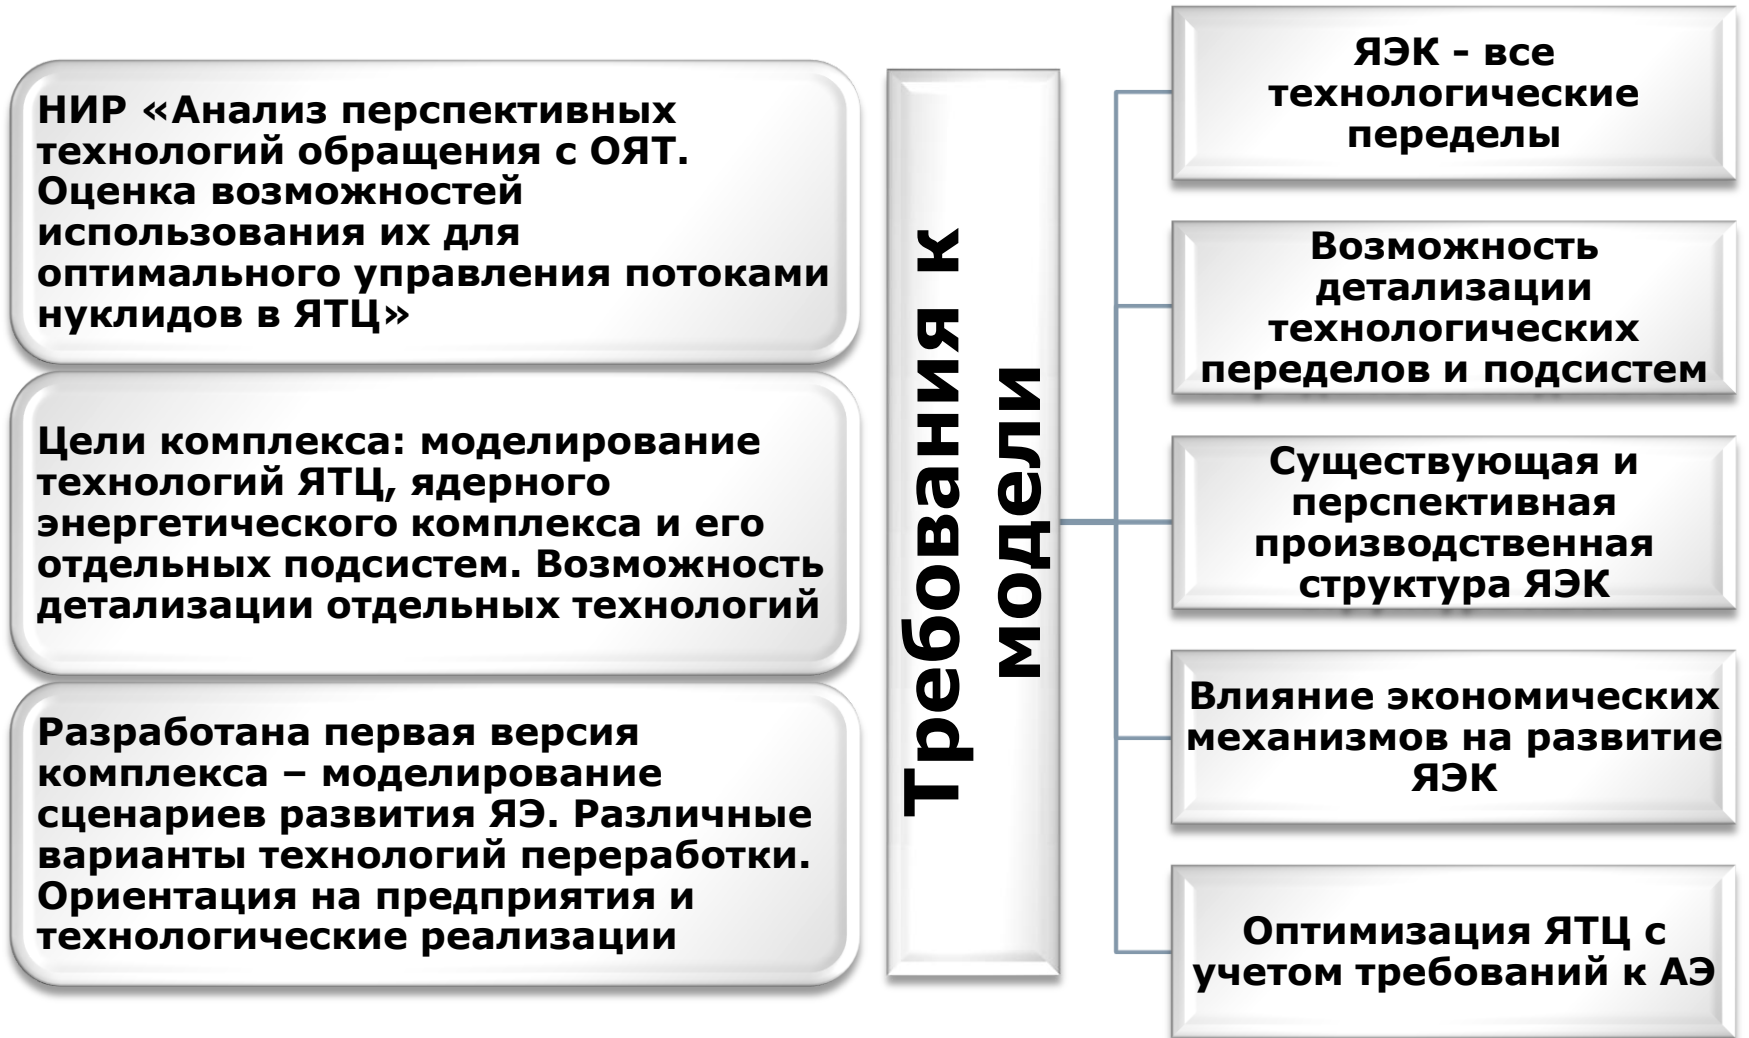 НИР «Анализ перспективных
технологий обращения с ОЯТ.
Оценка возможностей
использования их для
оптимального управления потоками
нуклидов в ЯТЦ»
Цели комплекса: моделирование
технологий ЯТЦ, ядерного
энергетического комплекса и его
отдельных подсистем. Возможность
детализации отдельных технологий
Разработана первая версия
комплекса – моделирование
сценариев развития ЯЭ. Различные
варианты технологий переработки.
Ориентация на предприятия и
технологические реализации
Требования к
модели
ЯЭК - все
технологические
переделы
Возможность
детализации
технологических
переделов и подсистем
Существующая и
перспективная
производственная
структура ЯЭК
Влияние экономических
механизмов на развитие
ЯЭК
Оптимизация ЯТЦ с
учетом требований к АЭ